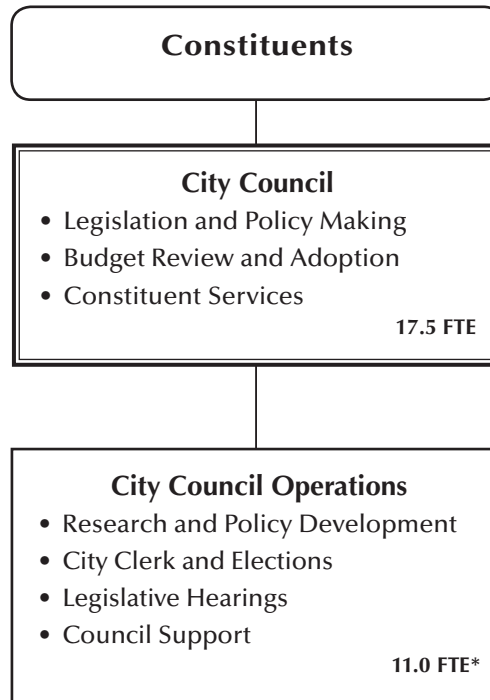 Constituents
City Council
• Legislation and Policy Making
• Budget Review and Adoption
• Constituent Services
17.5 FTE
City Council Operations
• Research and Policy Development
• City Clerk and Elections
• Legislative Hearings
• Council Support
11.0 FTE*